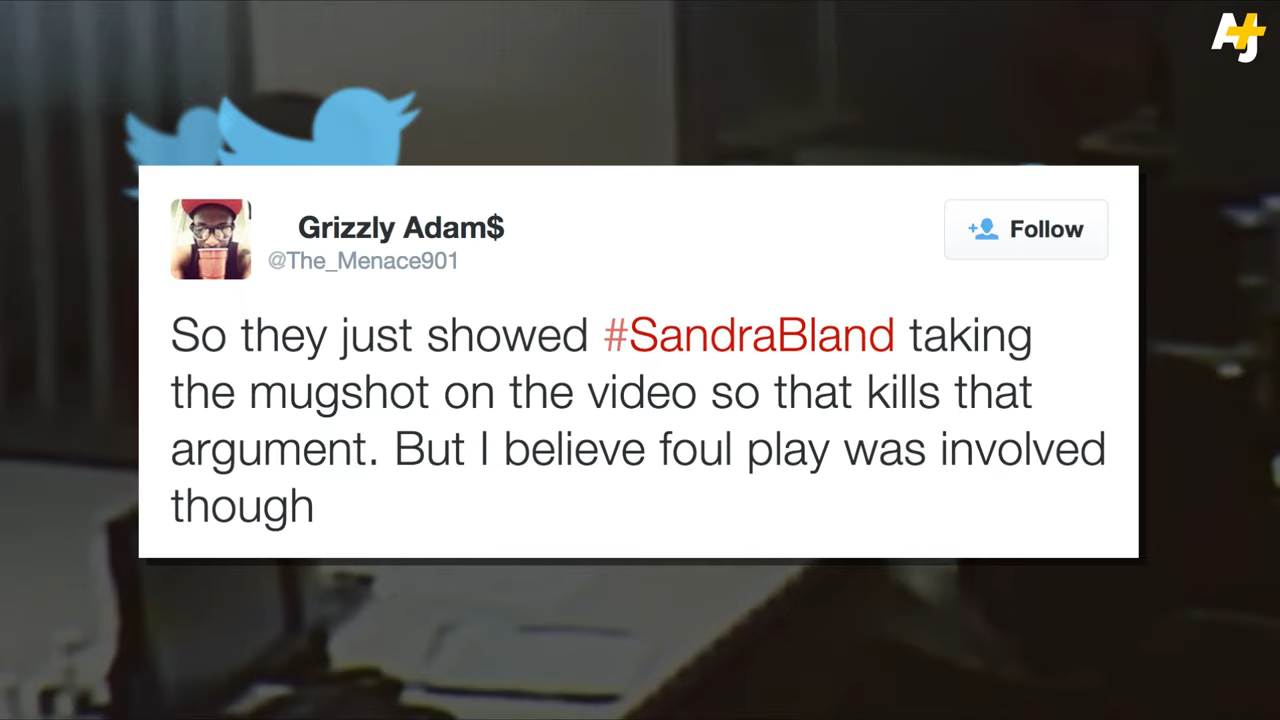 AJ+
Grizzly Adam$
@The_Menace901
Follow
So they just showed #SandraBland taking
the mugshot on the video so that kills that
argument. But I believe foul play was involved
though